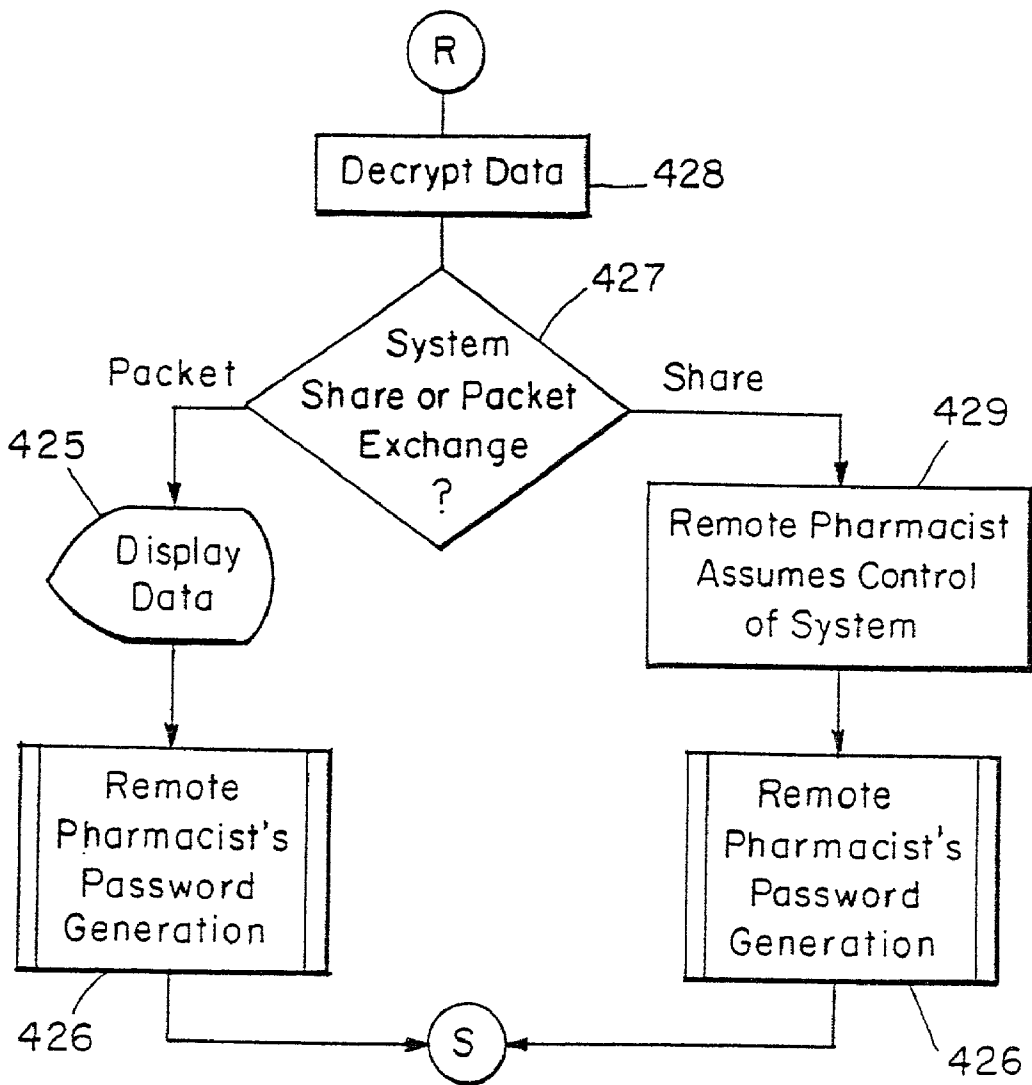 R
Decrypt Data
428
427
System
Share or Packet
Exchange
?
Packet
Share
425
429
Display
Data
Remote Pharmacist
Assumes Control
of System
Remote
Pharmacist's
Password
Generation
Remote
Pharmacist's
Password
Generation
426
S
426